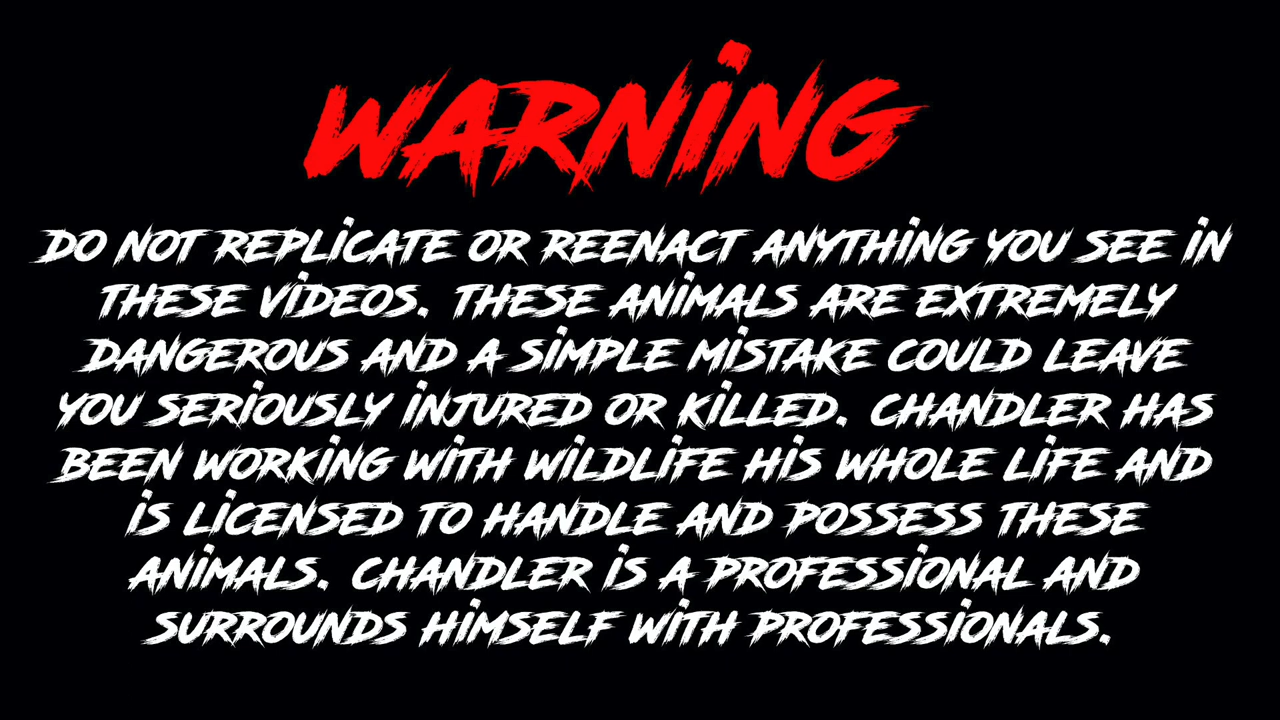 WARNING
DO NOT REPLICATE OR REENACT ANYTHING YOU SEE IN
THESE VIDEOS. THESE ANIMALS ARE EXTREMELY
DANGEROUS AND A SIMPLE MISTAKE COULD LEAVE
YOU SERIOUSLY INJURED OR KILLED. CHANDLER HAS
BEEN WORKING WITH WILDLIFE HIS WHOLE LIFE AND
IS LICENSED TO HANDLE AND POSSESS THESE
ANIMALS. CHANDLER IS A PROFESSIONAL AND
SURROUNDS HIMSELF WITH PROFESSIONALS.